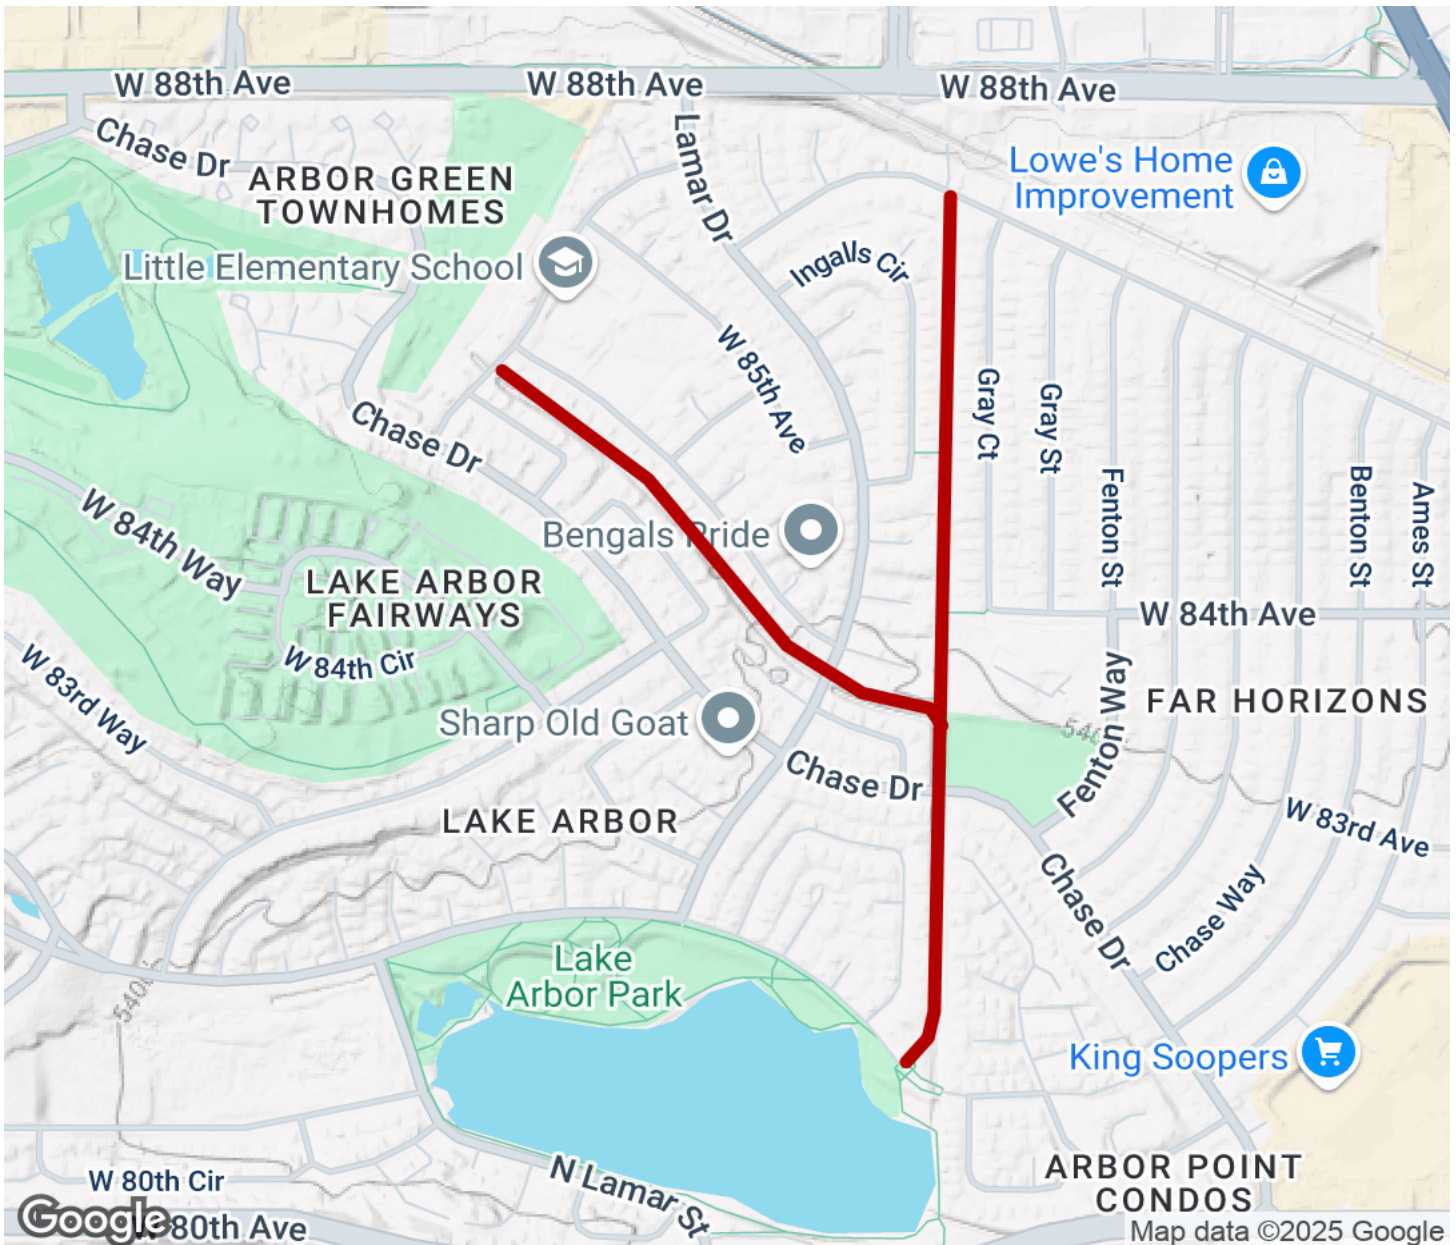 W 88th Ave
W 88th Ave
W 88th Ave
Chase Dr
Lamar Dr
ARBOR GREEN
TOWNHOMES
Lowe's Home
Improvement
Little Elementary School
Ingalls Cir
W 85th Ave
Gray Ct
Gray St
Fenton St
Benton St
Ames St
Chase Dr
W 84th Way
Bengals Pride
LAKE ARBOR
FAIRWAYS
W 84th Ave
W 84th Cir
W 83rd Way
Fenton Way
FAR HORIZONS
Sharp Old Goat
540
Chase Dr
LAKE ARBOR
W 83rd Ave
Chase Dr
Chase Way
Lake
Arbor Park
5400
King Soopers
W 80th Cir
N Lamar St
ARBOR POINT
CONDOS
Google
W 80th Ave
Map data ©2025 Google